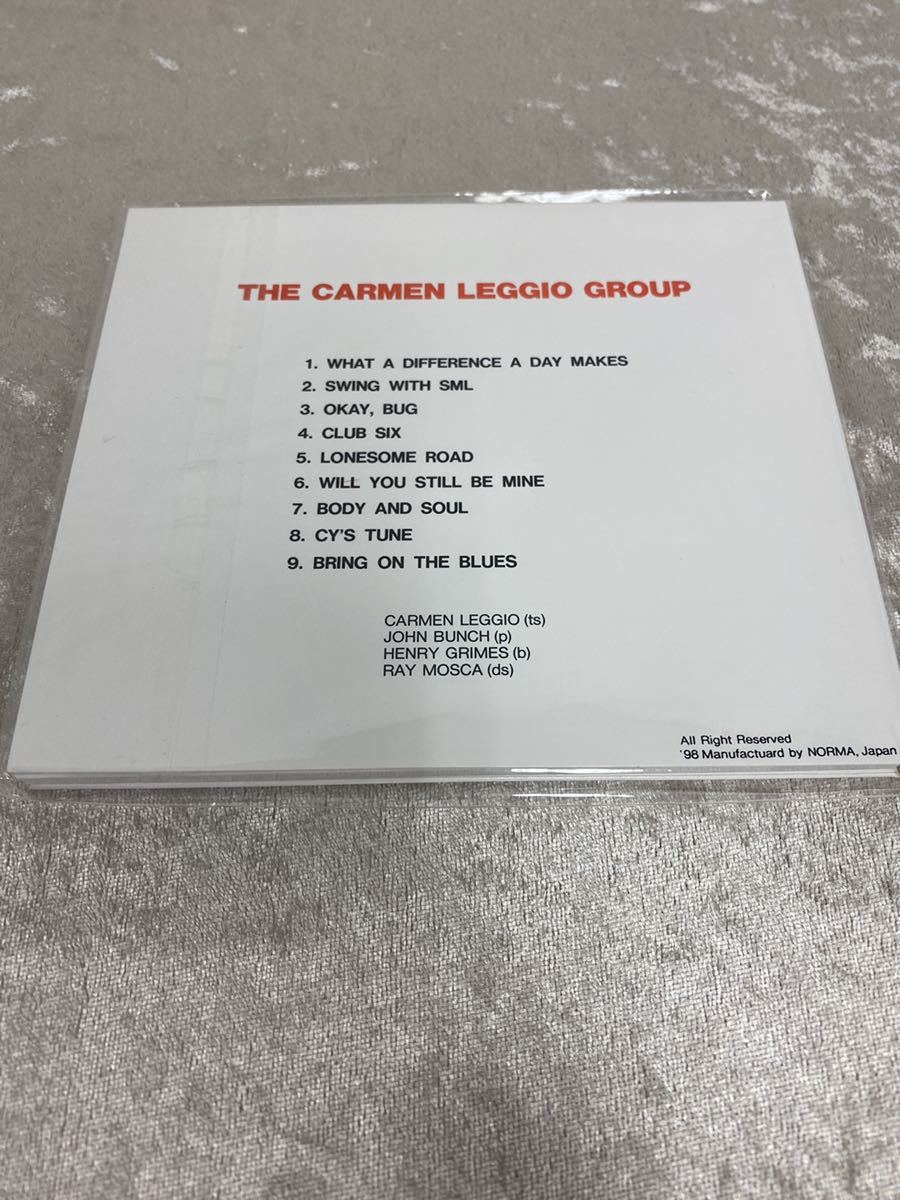 THE CARMEN LEGGIO GROUP
1. WHAT A DIFFERENCE A DAY MAKES
2. SWING WITH SML
3. OKAY, BUG
4. CLUB SIX
5. LONESOME ROAD
6. WILL YOU STILL BE MINE
7. BODY AND SOUL
8. CY'S TUNE
9. BRING ON THE BLUES
CARMEN LEGGIO (ts)
JOHN BUNCH (p)
HENRY GRIMES (b)
RAY MOSCA (ds)
All Right Reserved
'98 Manufactuard by NORMA, Japan